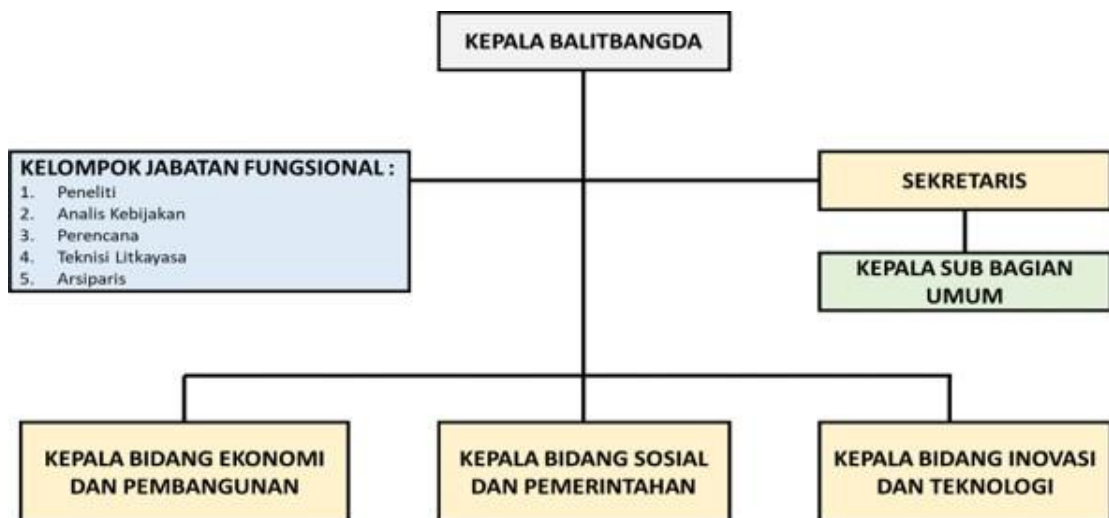 KEPALA BALITBANGDA
KELOMPOK JABATAN FUNGSIONAL :
1. Peneliti
2. Analis Kebijakan
3. Perencana
4. Teknisi Litkayasa
5. Arsiparis
SEKRETARIS
KEPALA SUB BAGIAN
UMUM
KEPALA BIDANG EKONOMI
DAN PEMBANGUNAN
KEPALA BIDANG SOSIAL
DAN PEMERINTAHAN
KEPALA BIDANG INOVASI
DAN TEKNOLOGI